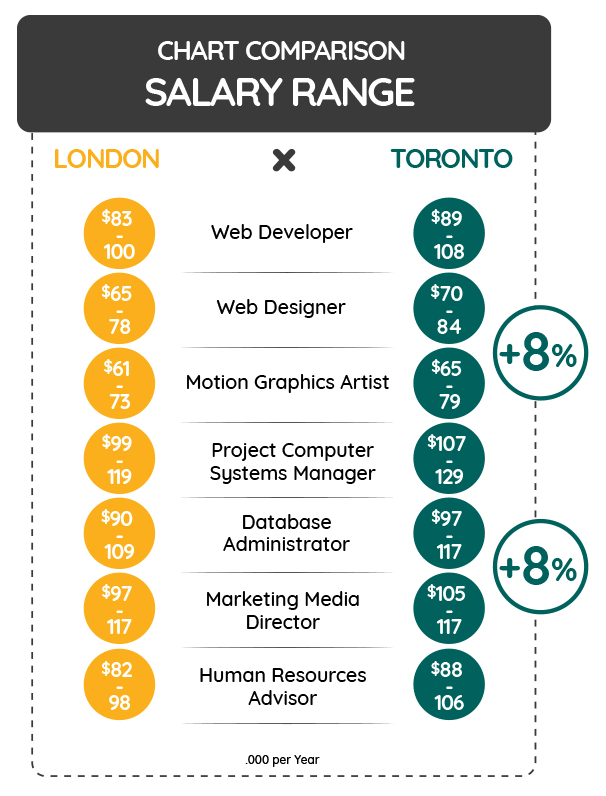 CHART COMPARISON
SALARY RANGE
LONDON × TORONTO
$83
-
100
Web Developer
$89
-
108
$65
-
78
Web Designer
$70
-
84
$61
-
73
Motion Graphics Artist
$65
-
79
+8%
$99
-
119
Project Computer
Systems Manager
$107
-
129
$90
-
109
Database
Administrator
$97
-
117
+8%
$97
-
117
Marketing Media
Director
$105
-
117
$82
-
98
Human Resources
Advisor
$88
-
106
.000 per Year